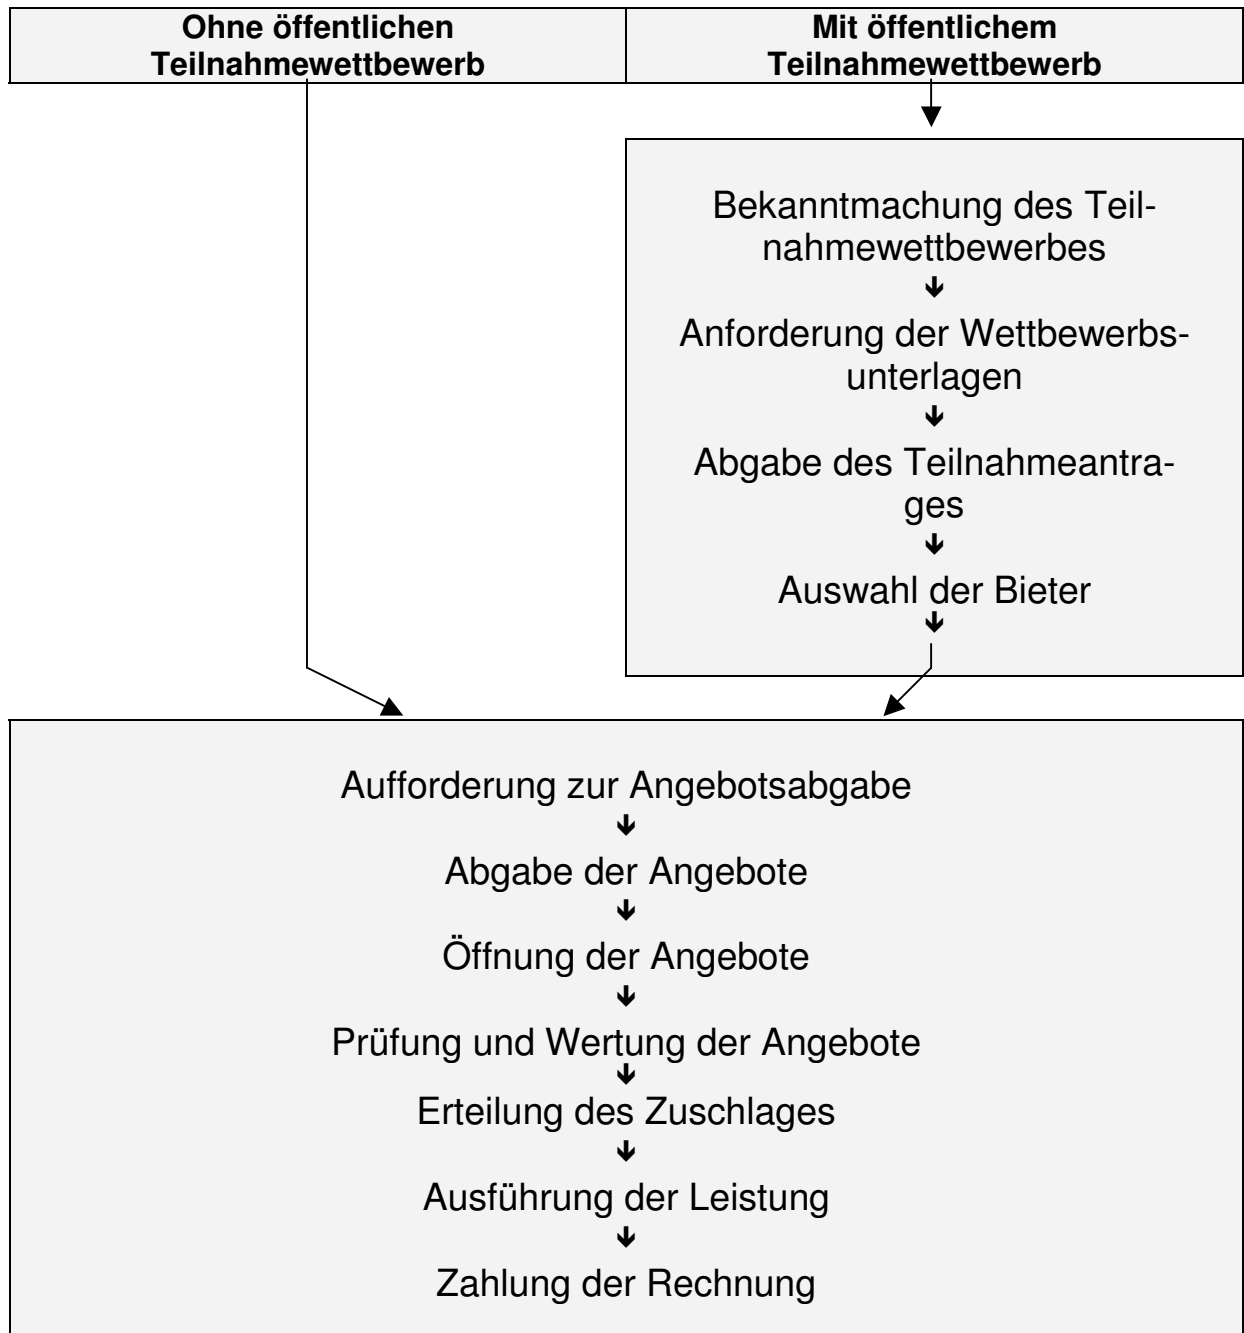 Ohne öffentlichen
Teilnahmewettbewerb
Mit öffentlichem
Teilnahmewettbewerb
Bekanntmachung des Teil-
nahmewettbewerbes
Anforderung der Wettbewerbs-
unterlagen
Abgabe des Teilnahmeantra-
ges
Auswahl der Bieter
Aufforderung zur Angebotsabgabe
Abgabe der Angebote
Öffnung der Angebote
Prüfung und Wertung der Angebote
Erteilung des Zuschlages
Ausführung der Leistung
Zahlung der Rechnung